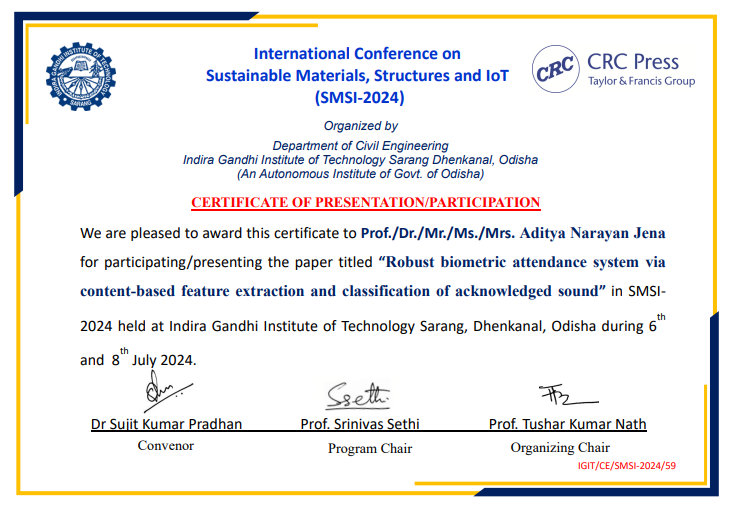 International Conference on
Sustainable Materials, Structures and IoT
(SMSI-2024)
INDIRA GANDHI INSTITUTE OF TECHNOLOGY
SARANG
CRC
CRC Press
Taylor & Francis Group
Organized by
Department of Civil Engineering
Indira Gandhi Institute of Technology Sarang Dhenkanal, Odisha
(An Autonomous Institute of Govt. of Odisha)
CERTIFICATE OF PRESENTATION/PARTICIPATION
We are pleased to award this certificate to Prof./Dr./Mr./Ms./Mrs. Aditya Narayan Jena
for participating/presenting the paper titled “Robust biometric attendance system via
content-based feature extraction and classification of acknowledged sound” in SMSI-
2024 held at Indira Gandhi Institute of Technology Sarang, Dhenkanal, Odisha during 6th
and 8th July 2024.
Ssethi
Dr Sujit Kumar Pradhan Prof. Srinivas Sethi Prof. Tushar Kumar Nath
Convenor Program Chair Organizing Chair
IGIT/CE/SMSI-2024/59